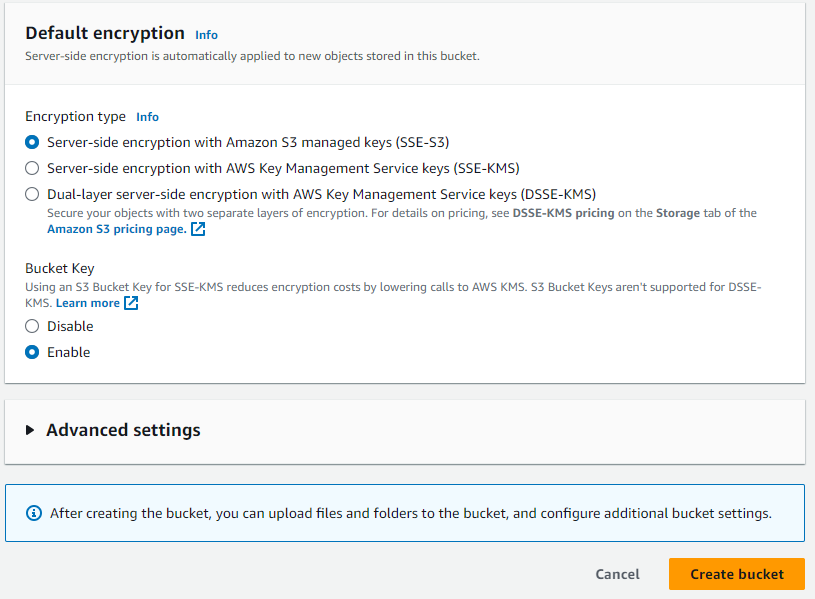 Default encryption Info
Server-side encryption is automatically applied to new objects stored in this bucket.
Encryption type Info
Server-side encryption with Amazon S3 managed keys (SSE-S3)
Server-side encryption with AWS Key Management Service keys (SSE-KMS)
Dual-layer server-side encryption with AWS Key Management Service keys (DSSE-KMS)
Secure your objects with two separate layers of encryption. For details on pricing, see DSSE-KMS pricing on the Storage tab of the
Amazon S3 pricing page.
Bucket Key
Using an S3 Bucket Key for SSE-KMS reduces encryption costs by lowering calls to AWS KMS. S3 Bucket Keys aren't supported for DSSE-
KMS. Learn more
Disable
Enable
Advanced settings
After creating the bucket, you can upload files and folders to the bucket, and configure additional bucket settings.
Cancel Create bucket